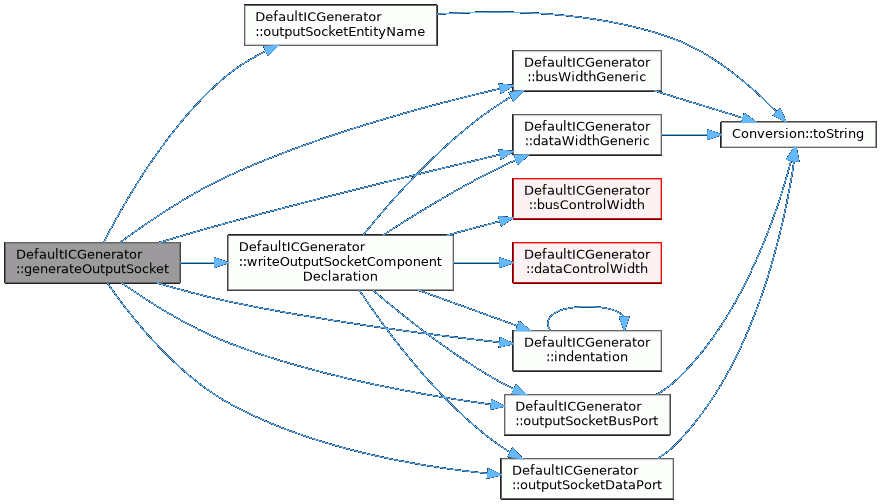 DefaultICGenerator
::generateOutputSocket
DefaultICGenerator
::outputSocketEntityName
DefaultICGenerator
::writeOutputSocketComponent
Declaration
DefaultICGenerator
::busWidthGeneric
DefaultICGenerator
::dataWidthGeneric
DefaultICGenerator
::busControlWidth
DefaultICGenerator
::dataControlWidth
DefaultICGenerator
::indentation
DefaultICGenerator
::outputSocketBusPort
DefaultICGenerator
::outputSocketDataPort
Conversion::toString